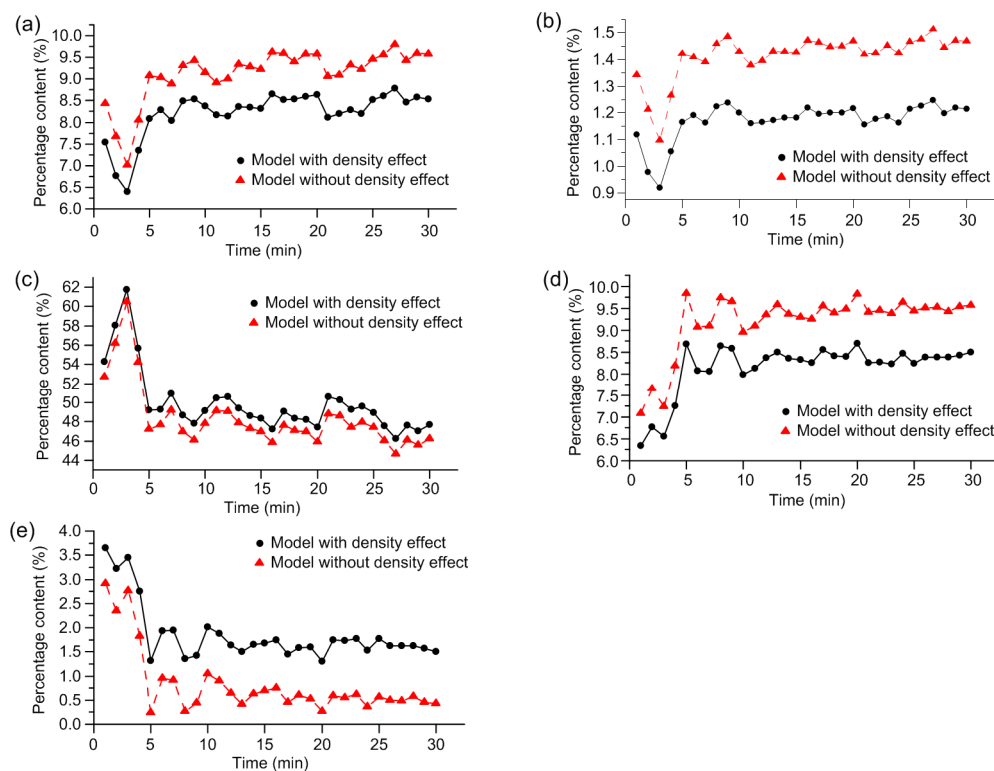 (a)
Percentage content (%)
10.0
9.5
9.0
8.5
8.0
7.5
7.0
6.5
6.0
Model with density effect
Model without density effect
0 5 10 15 20 25 30
Time (min)
(b)
Percentage content (%)
1.5
1.4
1.3
1.2
1.1
1.0
0.9
Model with density effect
Model without density effect
0 5 10 15 20 25 30
Time (min)
(c)
Percentage content (%)
62
60
58
56
54
52
50
48
46
44
Model with density effect
Model without density effect
0 5 10 15 20 25 30
Time (min)
(d)
Percentage content (%)
10.0
9.5
9.0
8.5
8.0
7.5
7.0
6.5
6.0
Model with density effect
Model without density effect
0 5 10 15 20 25 30
Time (min)
(e)
Percentage content (%)
4.0
3.5
3.0
2.5
2.0
1.5
1.0
0.5
0.0
Model with density effect
Model without density effect
0 5 10 15 20 25 30
Time (min)